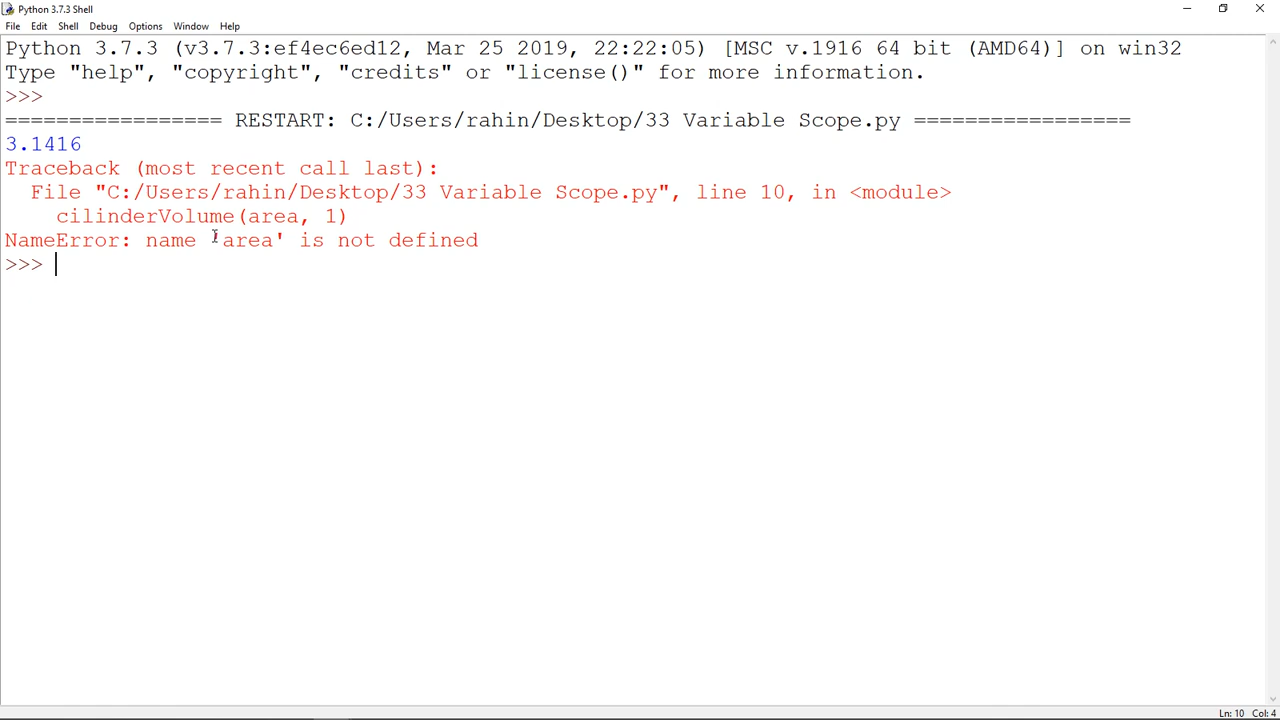 Python 3.7.3 Shell
File Edit Shell Debug Options Window Help
Python 3.7.3 (v3.7.3:ef4ec6ed12, Mar 25 2019, 22:22:05) [MSC v.1916 64 bit (AMD64)] on win32
Type "help", "copyright", "credits" or "license()" for more information.
>>>
================= RESTART: C:/Users/rahin/Desktop/33 Variable Scope.py =================
3.1416
Traceback (most recent call last):
  File "C:/Users/rahin/Desktop/33 Variable Scope.py", line 10, in <module>
    cilinderVolume(area, 1)
NameError: name 'area' is not defined
>>>
Ln: 10 Col: 4